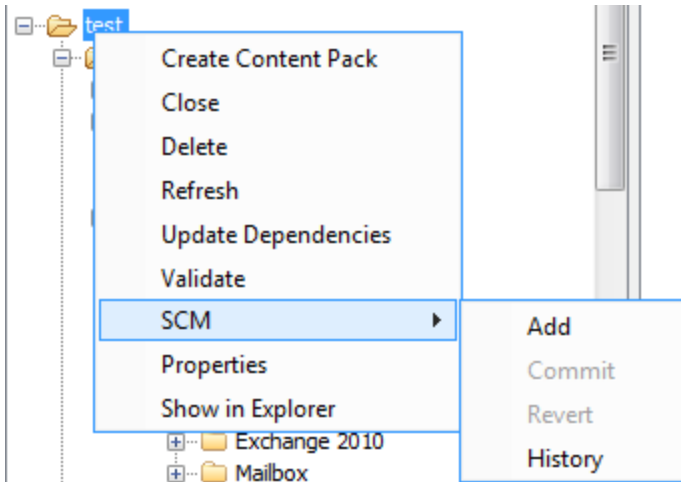 test
Create Content Pack
Close
Delete
Refresh
Update Dependencies
Validate
SCM
Add
Commit
Properties
Revert
Show in Explorer
History
Exchange 2010
Mailbox